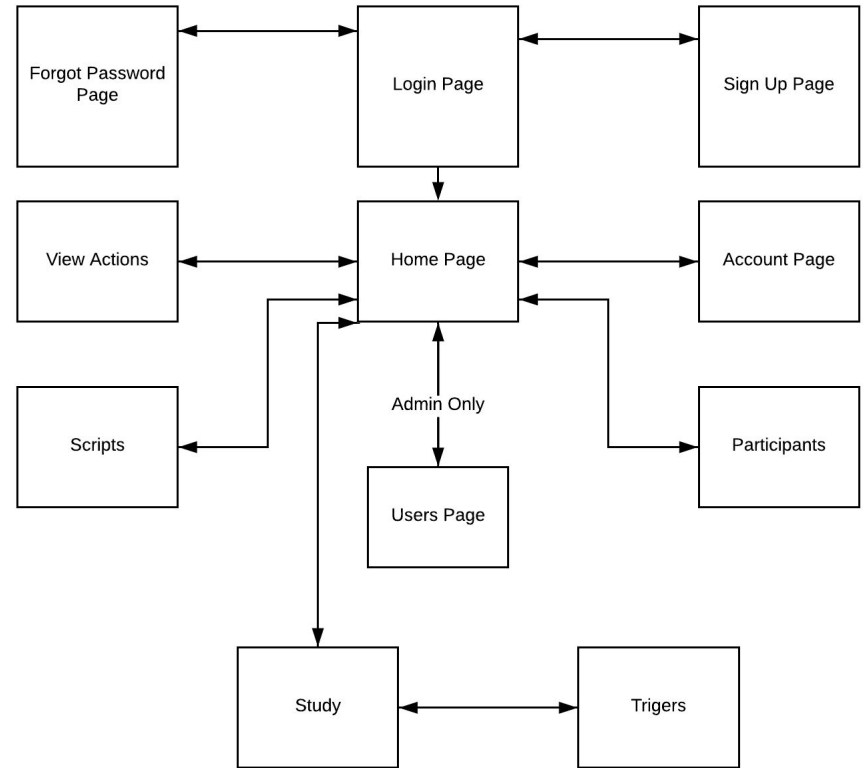 Forgot Password
Page
Login Page
Sign Up Page
View Actions
Home Page
Account Page
Admin Only
Scripts
Participants
Users Page
Study
Trigers